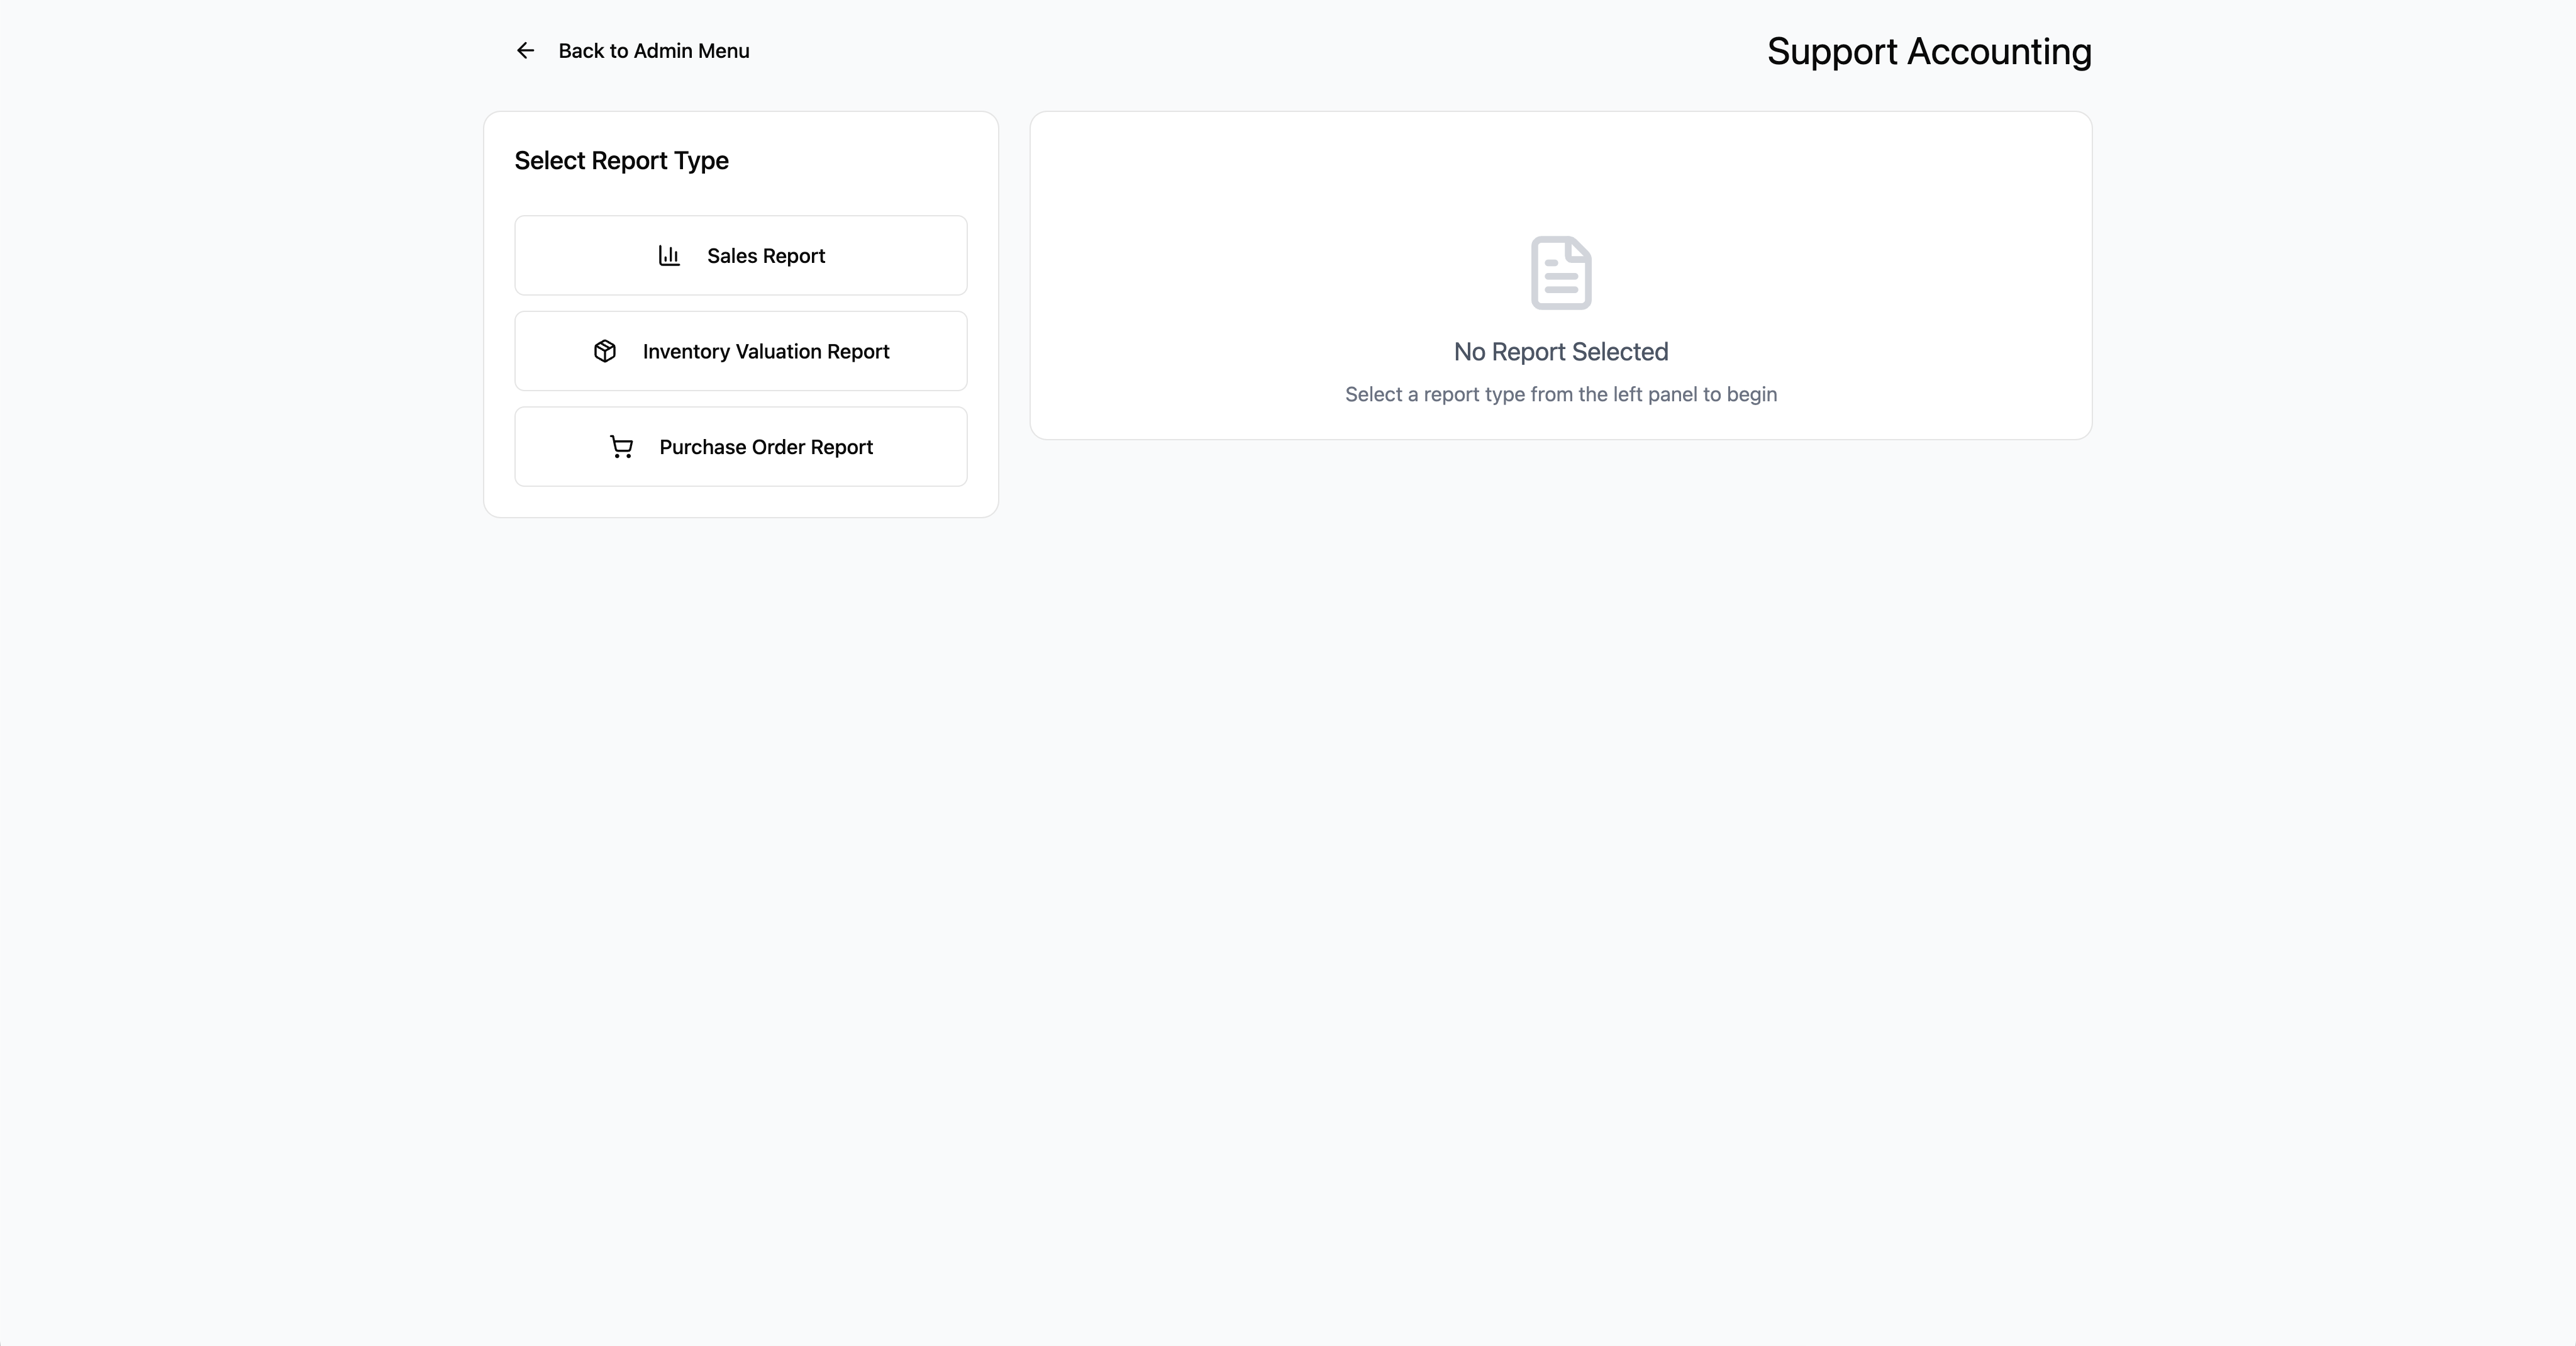 Back to Admin Menu
Support Accounting
Select Report Type
Sales Report
Inventory Valuation Report
Purchase Order Report
No Report Selected
Select a report type from the left panel to begin